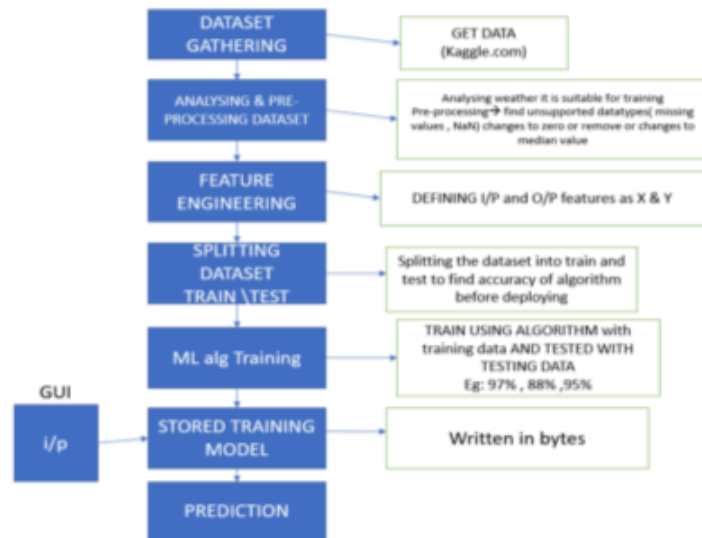 DATASET
GATHERING
GET DATA
(Kaggle.com)
ANALYSING & PRE-
PROCESSING DATASET
Analysing weather it is suitable for training
Pre-processing→ find unsupported datatypes( missing
values , NaN) changes to zero or remove or changes to
median value
FEATURE
ENGINEERING
DEFINING I/P and O/P features as X & Y
SPLITTING
DATASET
TRAIN \TEST
Splitting the dataset into train and
test to find accuracy of algorithm
before deploying
ML alg Training
TRAIN USING ALGORITHM with
training data AND TESTED WITH
TESTING DATA
Eg: 97% , 88% ,95%
GUI
i/p
STORED TRAINING
MODEL
Written in bytes
PREDICTION